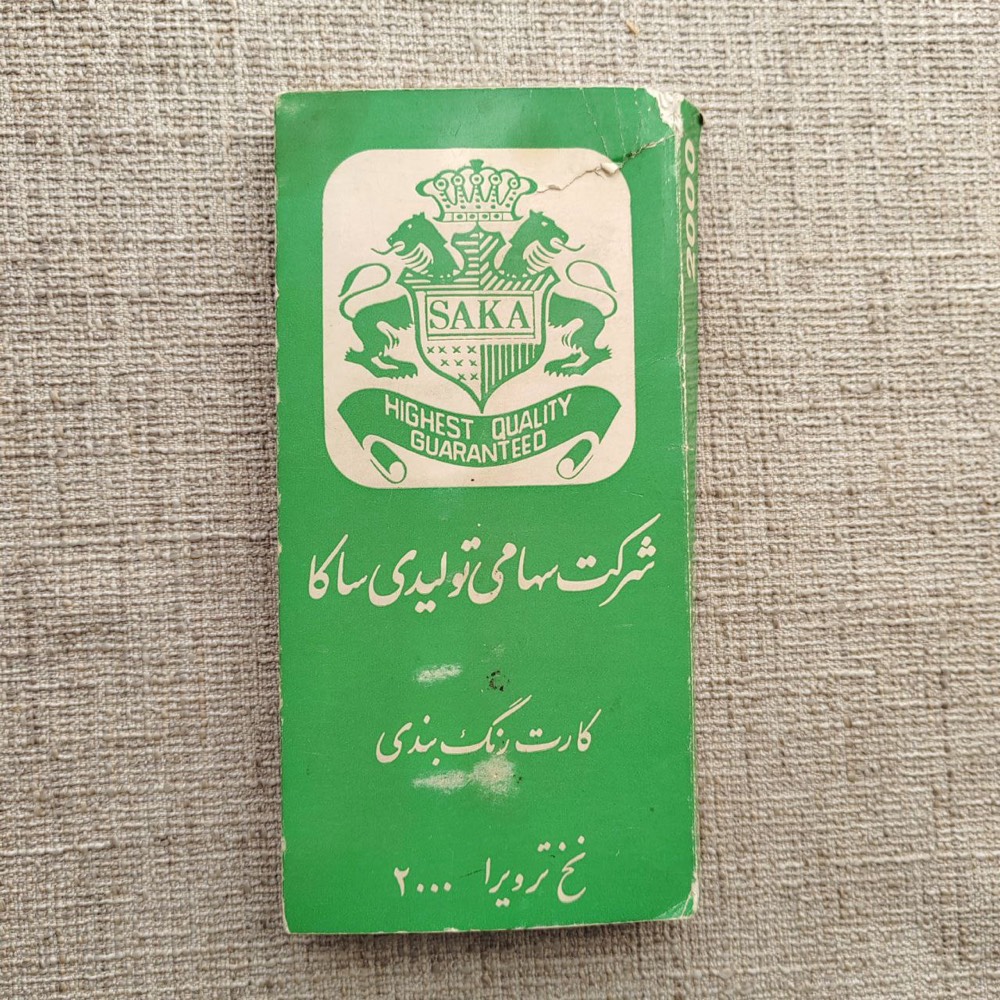 SAKA
HIGHEST QUALITY
GUARANTEED
شرکت سهامی تولیدی ساکا
کارت رنگ بندی
نخ ترویرا ۲۰۰۰
2000